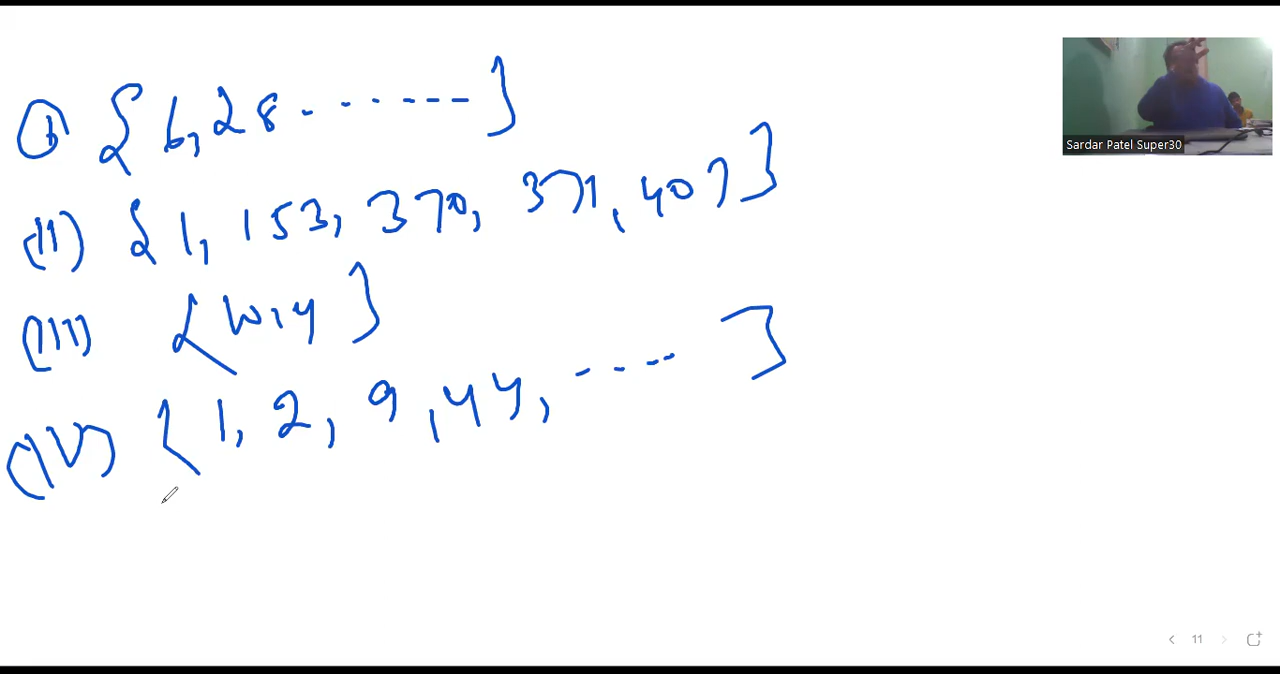 (i) { 6, 28 ....--- }
(II) { 1, 153, 370, 371, 407 }
(III) { W, Y }
(IV) { 1, 2, 9, 44, ---- }
Sardar Patel Super30
11